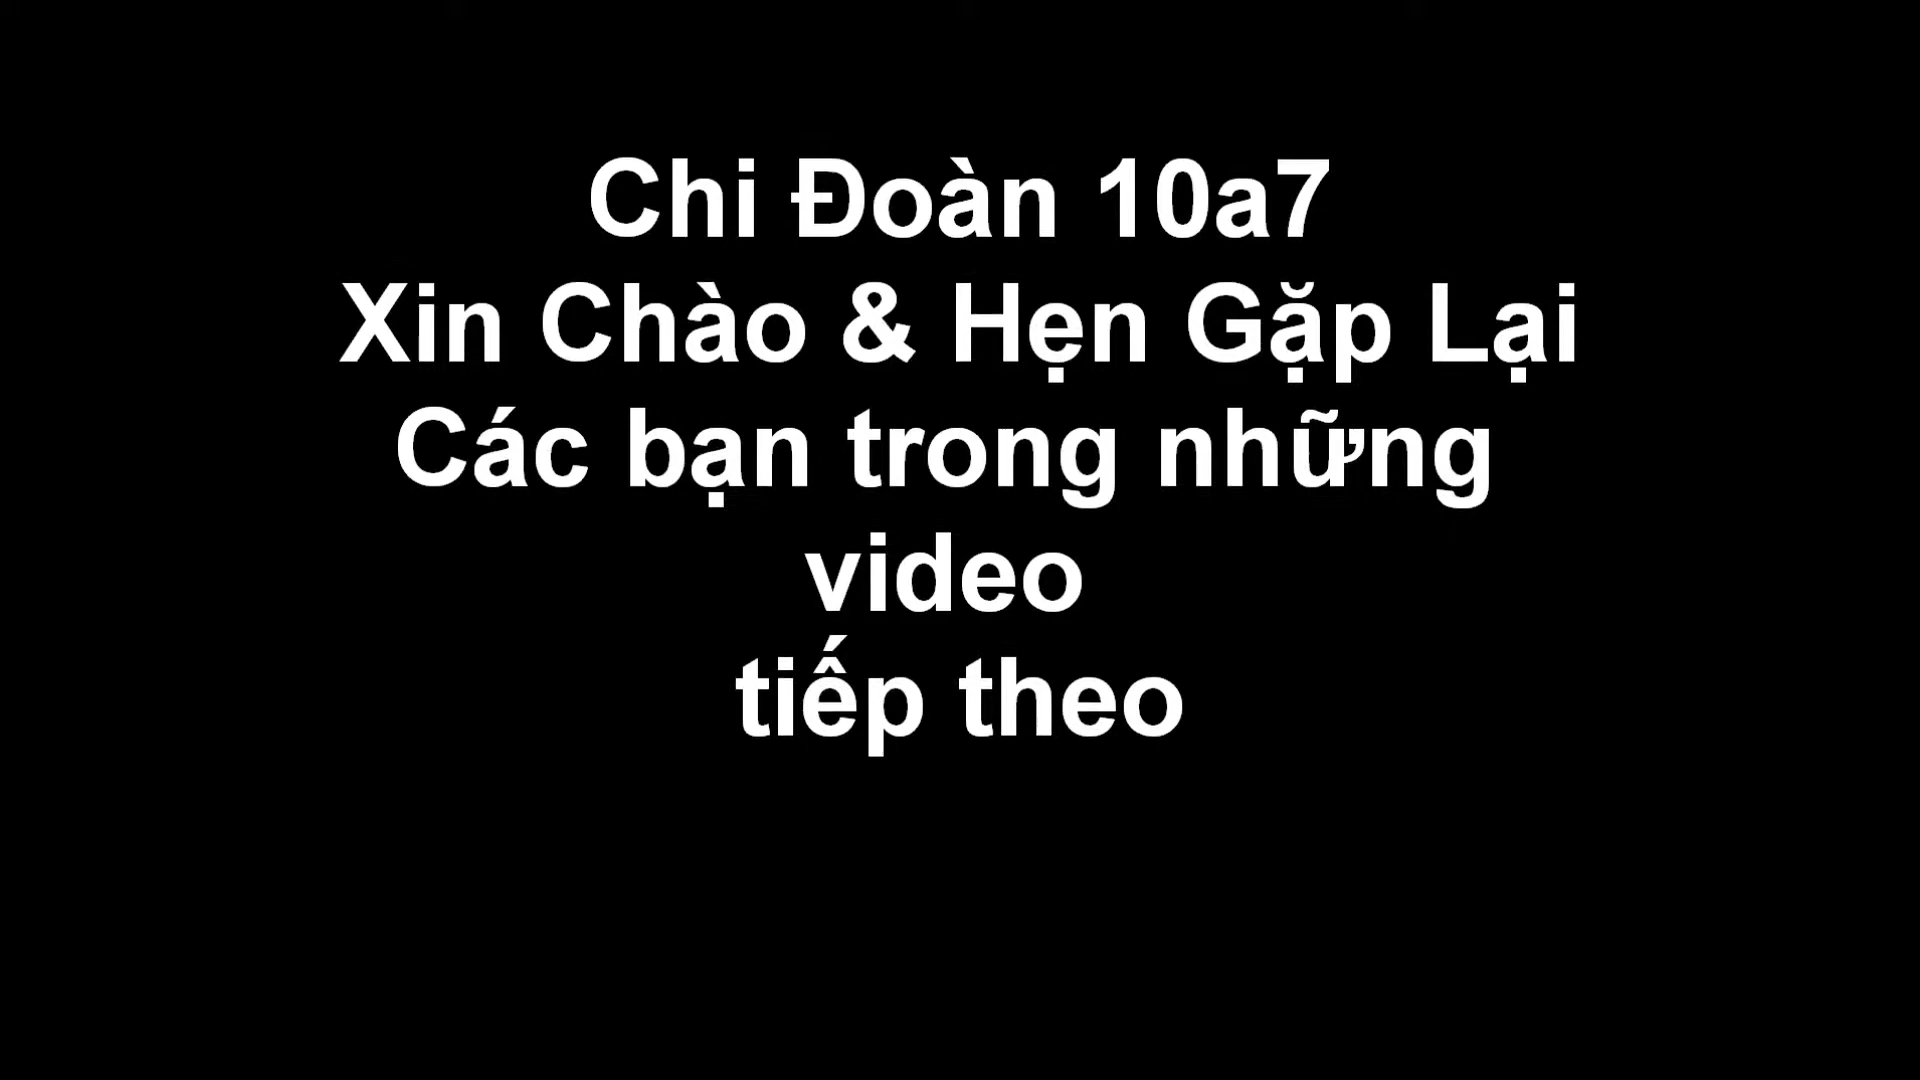 Chi Đoàn 10a7
Xin Chào & Hẹn Gặp Lại
Các bạn trong những
video
tiếp theo